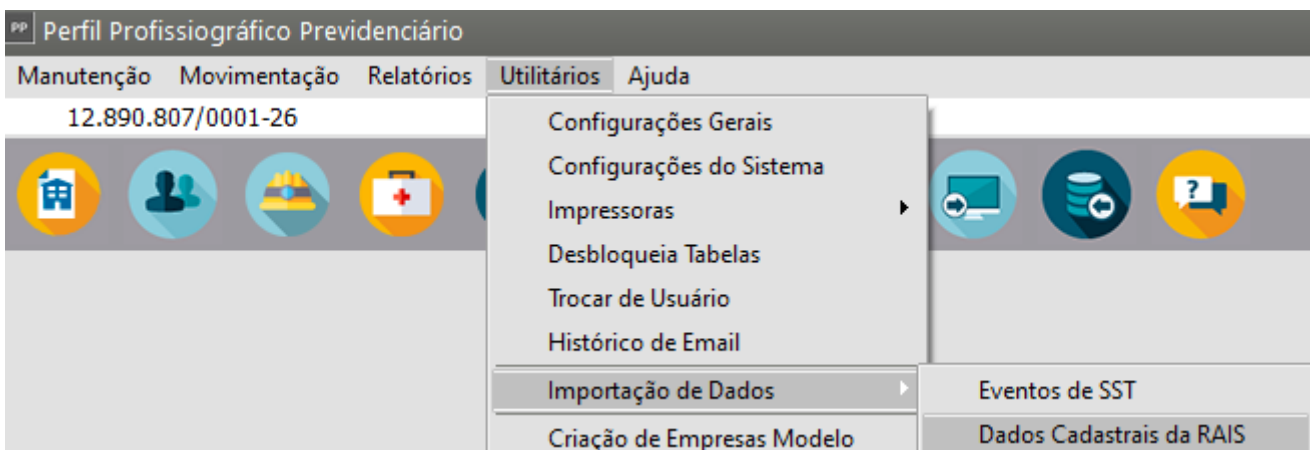 PP Perfil Profissiográfico Previdenciário
Manutenção Movimentação Relatórios Utilitários Ajuda
12.890.807/0001-26
?
Configurações Gerais
Configurações do Sistema
Impressoras
Desbloqueia Tabelas
Trocar de Usuário
Histórico de Email
Importação de Dados
Eventos de SST
Criação de Empresas Modelo
Dados Cadastrais da RAIS